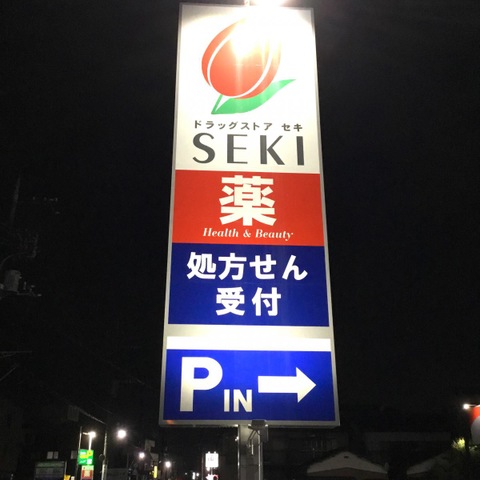 ドラッグストア セキ
SEKI
薬
Health & Beauty
処方せん
受付
P IN →